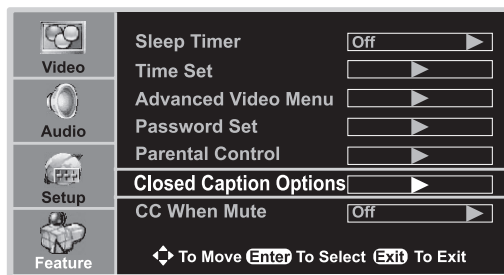 Video
Audio
Setup
Feature
Sleep Timer Off
Time Set
Advanced Video Menu
Password Set
Parental Control
Closed Caption Options
CC When Mute Off
To Move Enter To Select Exit To Exit